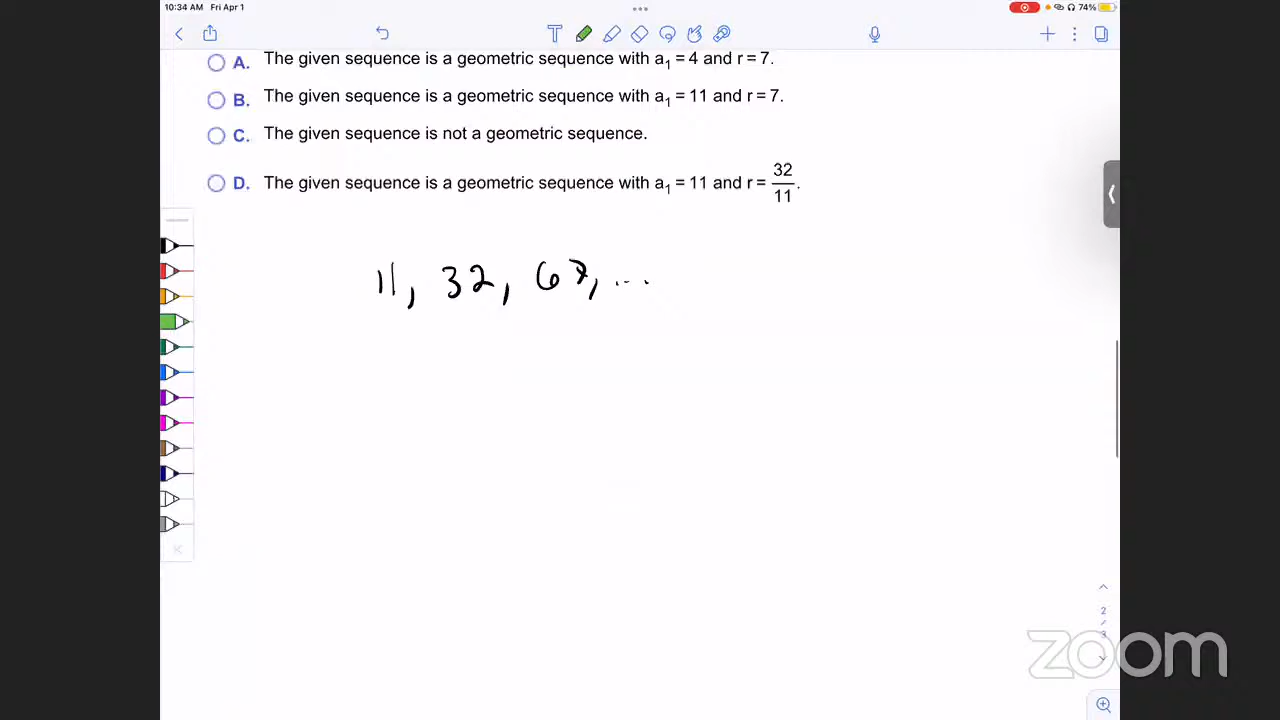 10:34 AM Fri Apr 1
74%
A. The given sequence is a geometric sequence with a₁ = 4 and r = 7.
B. The given sequence is a geometric sequence with a₁ = 11 and r = 7.
C. The given sequence is not a geometric sequence.
D. The given sequence is a geometric sequence with a₁ = 11 and r = 32/11.
11, 32, 67, ...
2
/
3
zoom